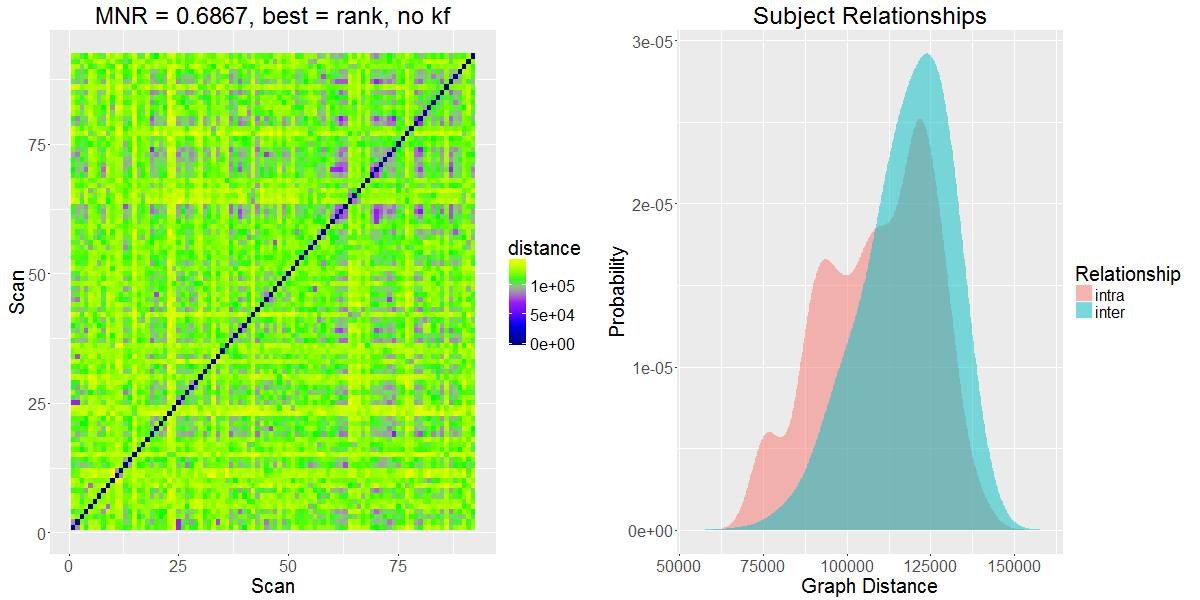 MNR = 0.6867, best = rank, no kf
Scan
75
50
25
0
0
25
50
75
Scan
distance
1e+05
5e+04
0e+00
Subject Relationships
Probability
3e-05
2e-05
1e-05
0e+00
50000
75000
100000
125000
150000
Graph Distance
Relationship
intra
inter